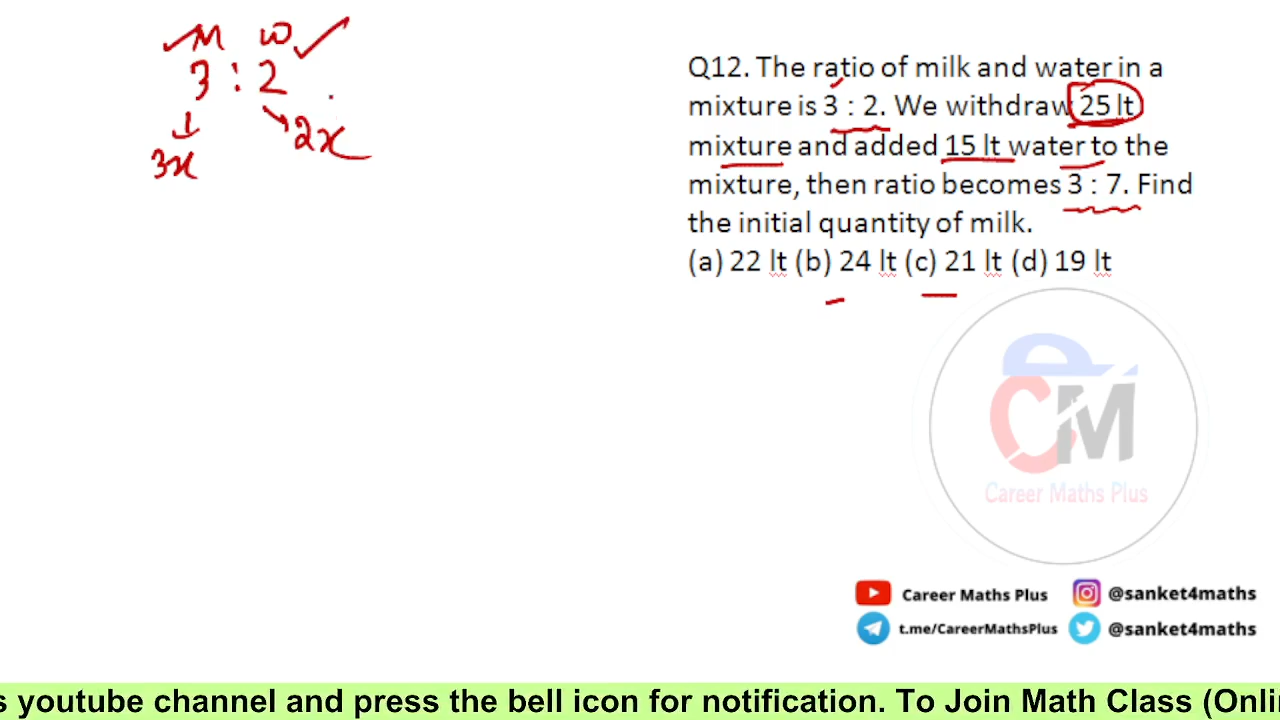 M W
3 : 2
3x 2x
Q12. The ratio of milk and water in a
mixture is 3 : 2. We withdraw 25 lt
mixture and added 15 lt water to the
mixture, then ratio becomes 3 : 7. Find
the initial quantity of milk.
(a) 22 lt (b) 24 lt (c) 21 lt (d) 19 lt
CM
Career Maths Plus
Career Maths Plus @sanket4maths
t.me/CareerMathsPlus @sanket4maths
s youtube channel and press the bell icon for notification. To Join Math Class (Onli